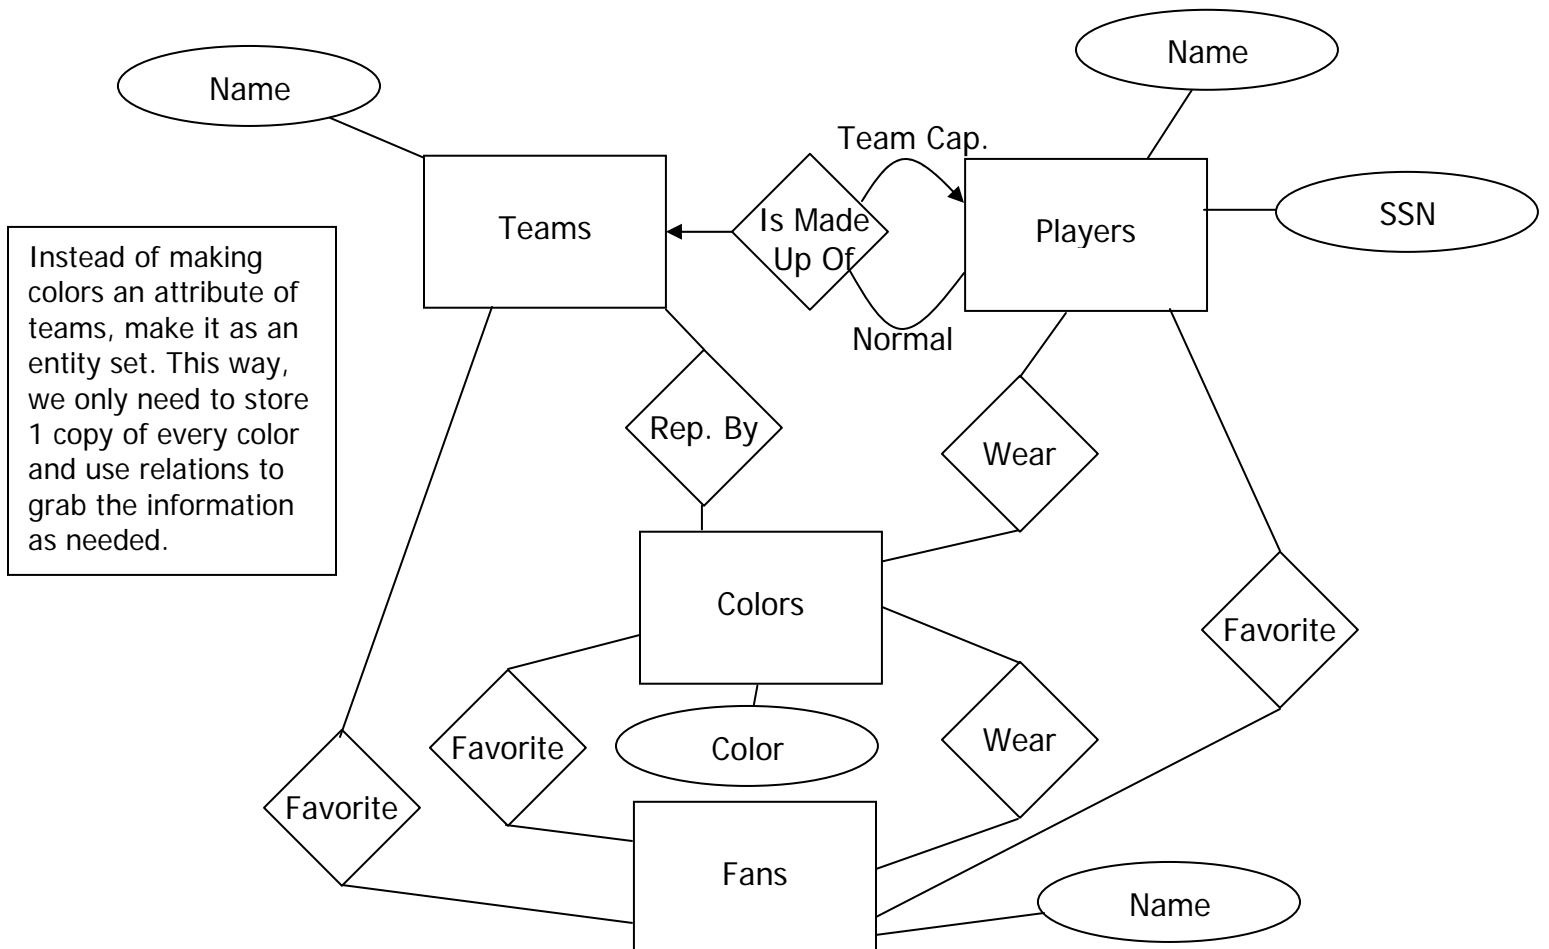 Name
Name
Team Cap.
Teams
Is Made
Up Of
Players
SSN
Normal
Instead of making
colors an attribute of
teams, make it as an
entity set. This way,
we only need to store
1 copy of every color
and use relations to
grab the information
as needed.
Rep. By
Wear
Colors
Favorite
Favorite
Color
Wear
Favorite
Fans
Name